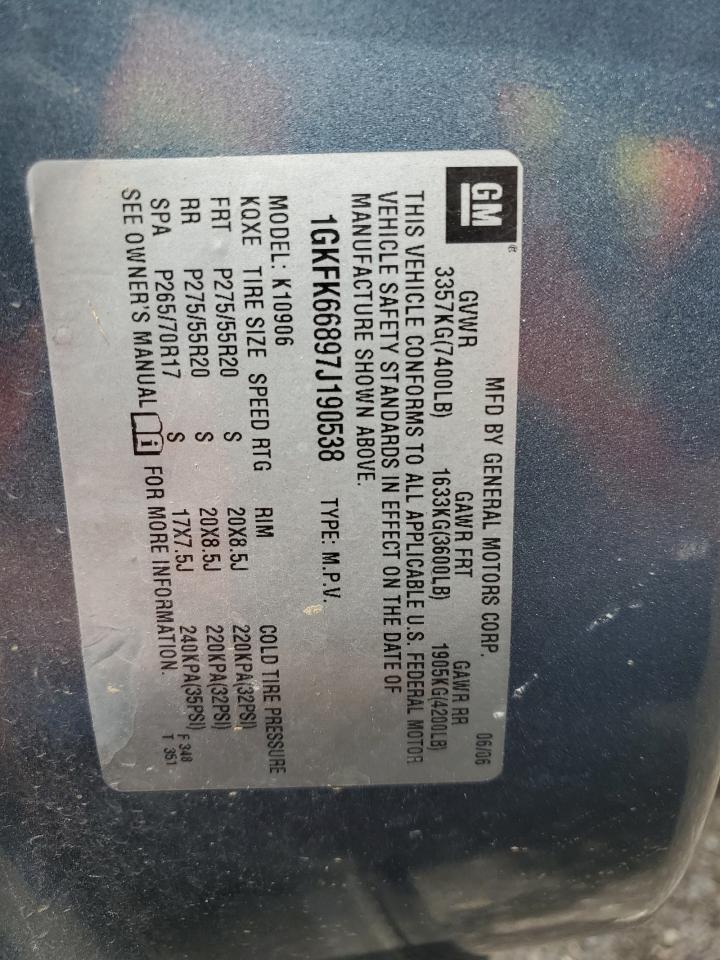 GM®
MFD BY GENERAL MOTORS CORP. 06/06
GVWR GAWR FRT GAWR RR
3357KG(7400LB) 1633KG(3600LB) 1905KG(4200LB)
THIS VEHICLE CONFORMS TO ALL APPLICABLE U.S. FEDERAL MOTOR
VEHICLE SAFETY STANDARDS IN EFFECT ON THE DATE OF
MANUFACTURE SHOWN ABOVE.
1GKFK66897J190538 TYPE: M.P.V.
MODEL: K10906
KQXE TIRE SIZE SPEED RTG RIM COLD TIRE PRESSURE
FRT P275/55R20 S 20X8.5J 220KPA(32PSI)
RR P275/55R20 S 20X8.5J 220KPA(32PSI)
SPA P265/70R17 S 17X7.5J 240KPA(35PSI)
SEE OWNER'S MANUAL i FOR MORE INFORMATION.
F 348
T 351